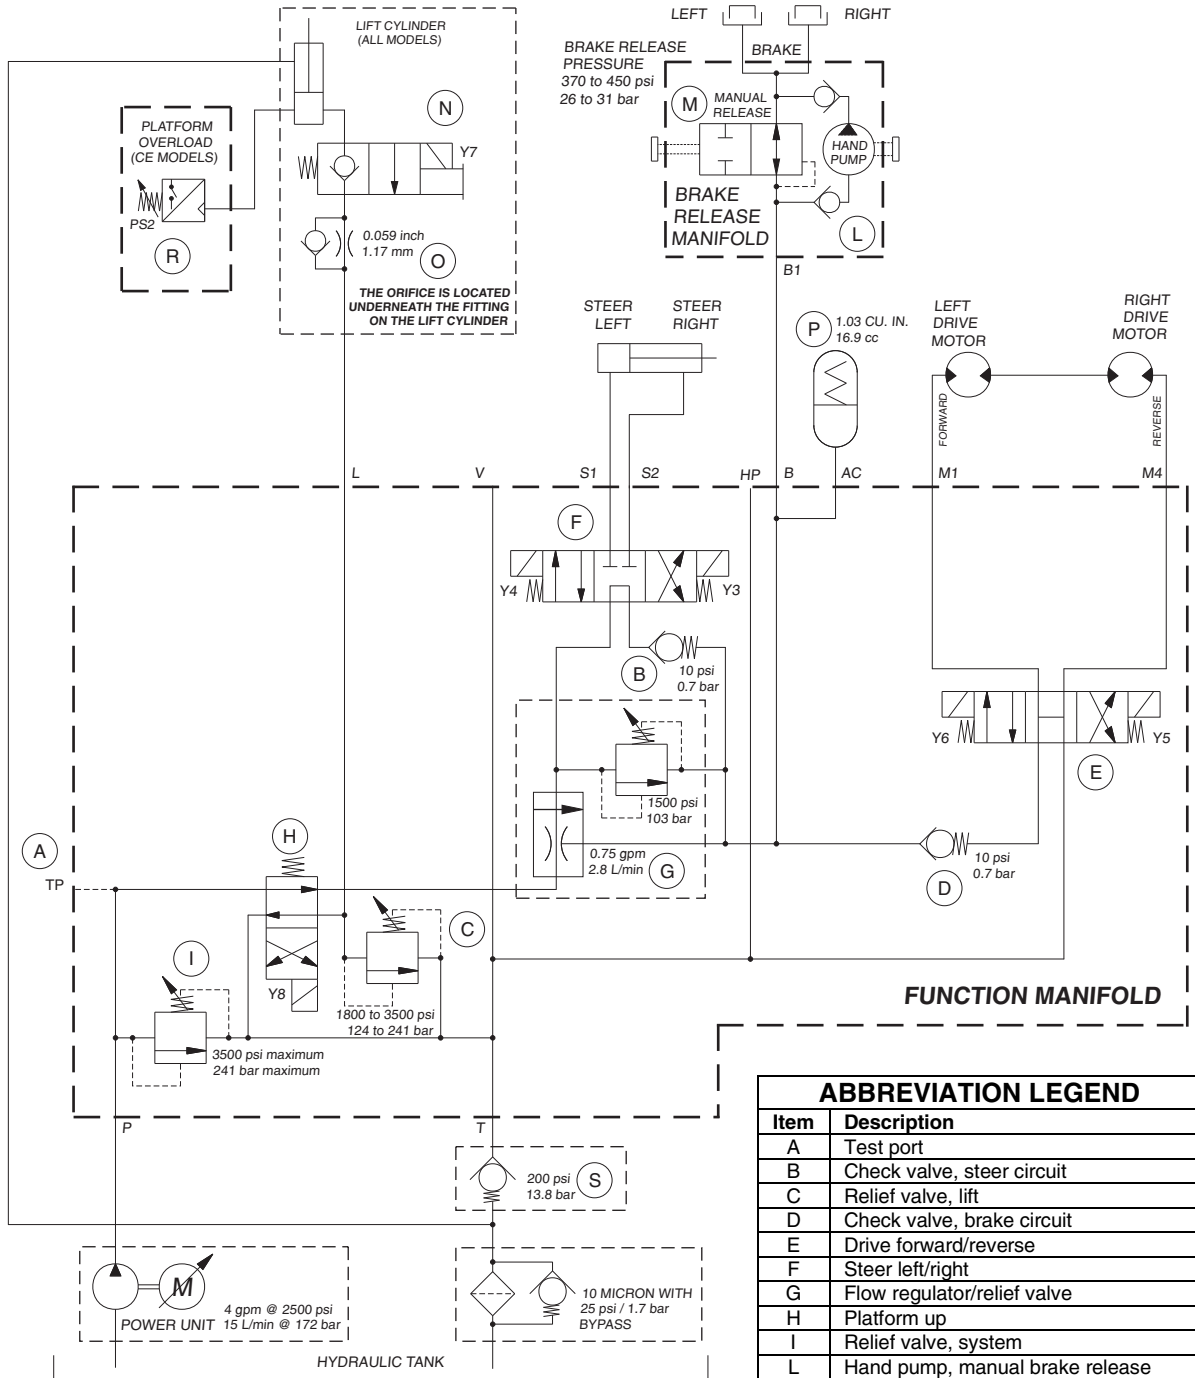 LEFT
RIGHT
BRAKE
LIFT CYLINDER
(ALL MODELS)
BRAKE RELEASE
PRESSURE
370 to 450 psi
26 to 31 bar
N
M
MANUAL
RELEASE
HAND
PUMP
PLATFORM
OVERLOAD
(CE MODELS)
Y7
PS2
R
BRAKE
RELEASE
MANIFOLD
L
0.059 inch
1.17 mm
O
B1
THE ORIFICE IS LOCATED
UNDERNEATH THE FITTING
ON THE LIFT CYLINDER
STEER
LEFT
STEER
RIGHT
P
1.03 CU. IN.
16.9 cc
LEFT
DRIVE
MOTOR
RIGHT
DRIVE
MOTOR
FORWARD
REVERSE
L
V
S1
S2
HP
B
AC
M1
M4
F
Y4
Y3
B
10 psi
0.7 bar
Y6
Y5
E
1500 psi
103 bar
H
A
TP
0.75 gpm
2.8 L/min
G
10 psi
0.7 bar
D
C
I
Y8
1800 to 3500 psi
124 to 241 bar
FUNCTION MANIFOLD
3500 psi maximum
241 bar maximum
P
T
200 psi
13.8 bar
S
M
4 gpm @ 2500 psi
15 L/min @ 172 bar
POWER UNIT
10 MICRON WITH
25 psi / 1.7 bar
BYPASS
HYDRAULIC TANK
ABBREVIATION LEGEND
Item Description
A Test port
B Check valve, steer circuit
C Relief valve, lift
D Check valve, brake circuit
E Drive forward/reverse
F Steer left/right
G Flow regulator/relief valve
H Platform up
I Relief valve, system
L Hand pump, manual brake release